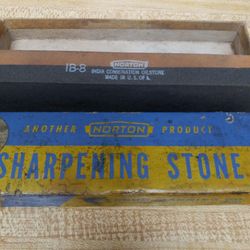 NORTON
IB-8
INDIA COMBINATION OILSTONE
MADE IN U.S. OF A.
ANOTHER NORTON PRODUCT
SHARPENING STONE